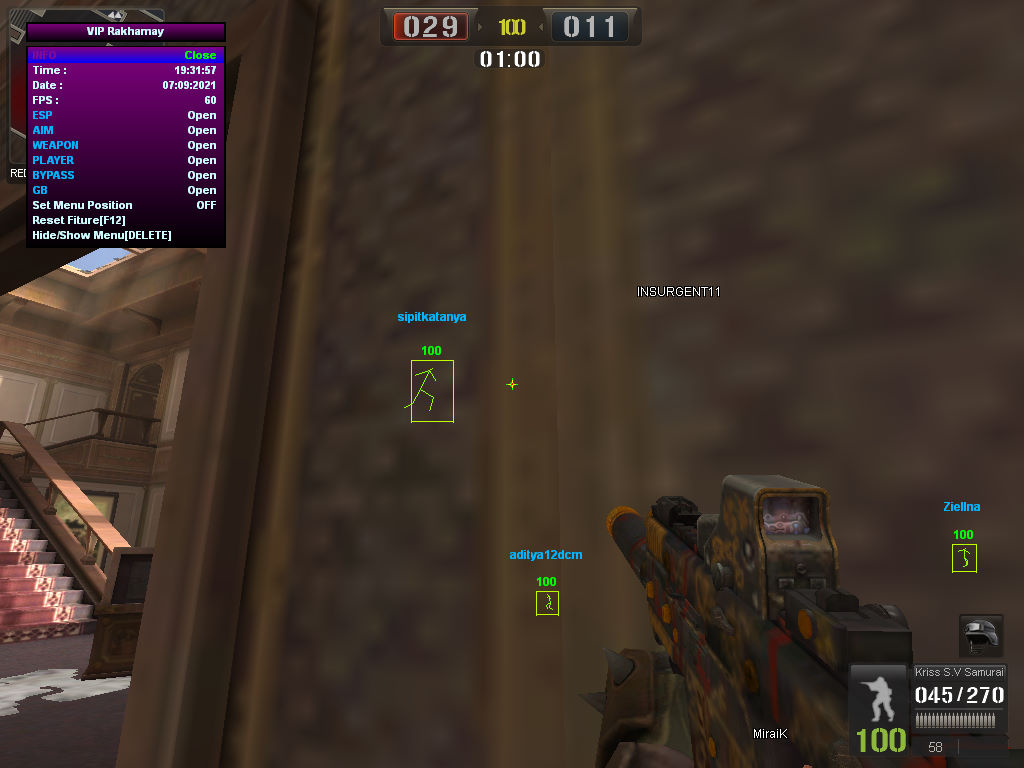 029 100 011
01:00
VIP Rakhamay
INFO Close
Time : 19:31:57
Date : 07:09:2021
FPS : 60
ESP Open
AIM Open
WEAPON Open
PLAYER Open
BYPASS Open
GB Open
Set Menu Position OFF
Reset Fiture[F12]
Hide/Show Menu[DELETE]
RED
INSURGENT11
sipitkatanya
100
Ziellna
100
aditya12dcm
100
Kriss S.V Samurai
045/270
MiraiK
100
58